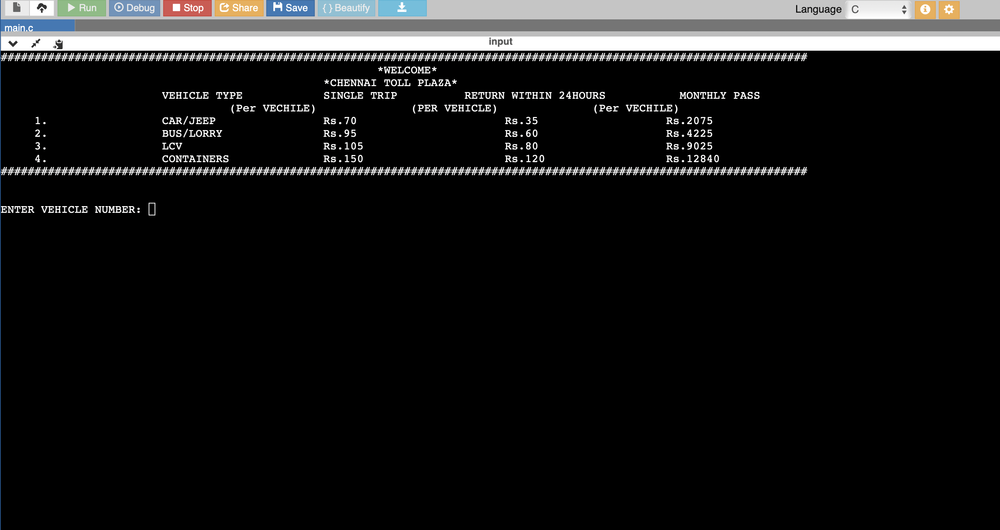 Run Debug Stop Share Save { } Beautify Language C
main.c
input
########################################################################################################################
*WELCOME*
*CHENNAI TOLL PLAZA*
VEHICLE TYPE SINGLE TRIP RETURN WITHIN 24HOURS MONTHLY PASS
(Per VECHILE) (PER VEHICLE) (Per VECHILE)
1. CAR/JEEP Rs.70 Rs.35 Rs.2075
2. BUS/LORRY Rs.95 Rs.60 Rs.4225
3. LCV Rs.105 Rs.80 Rs.9025
4. CONTAINERS Rs.150 Rs.120 Rs.12840
########################################################################################################################
ENTER VEHICLE NUMBER: